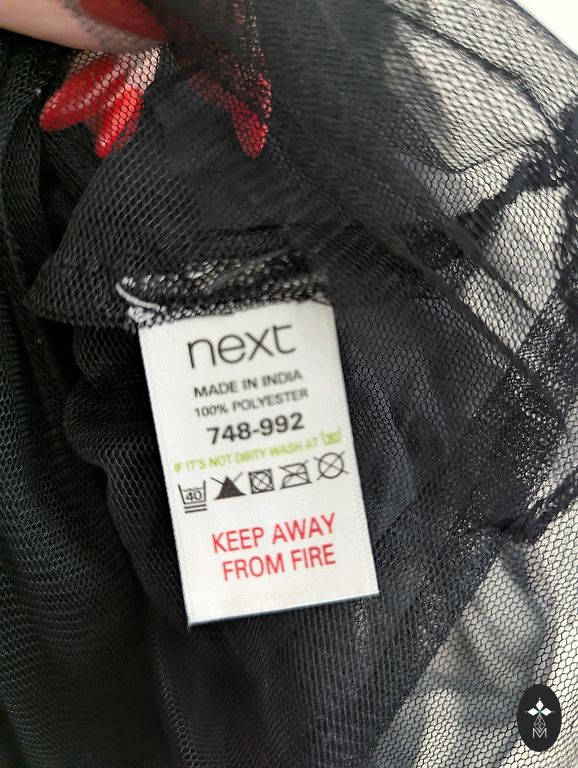 next
MADE IN INDIA
100% POLYESTER
748-992
IF IT'S NOT DIRTY WASH AT 30
40
KEEP AWAY
FROM FIRE
M